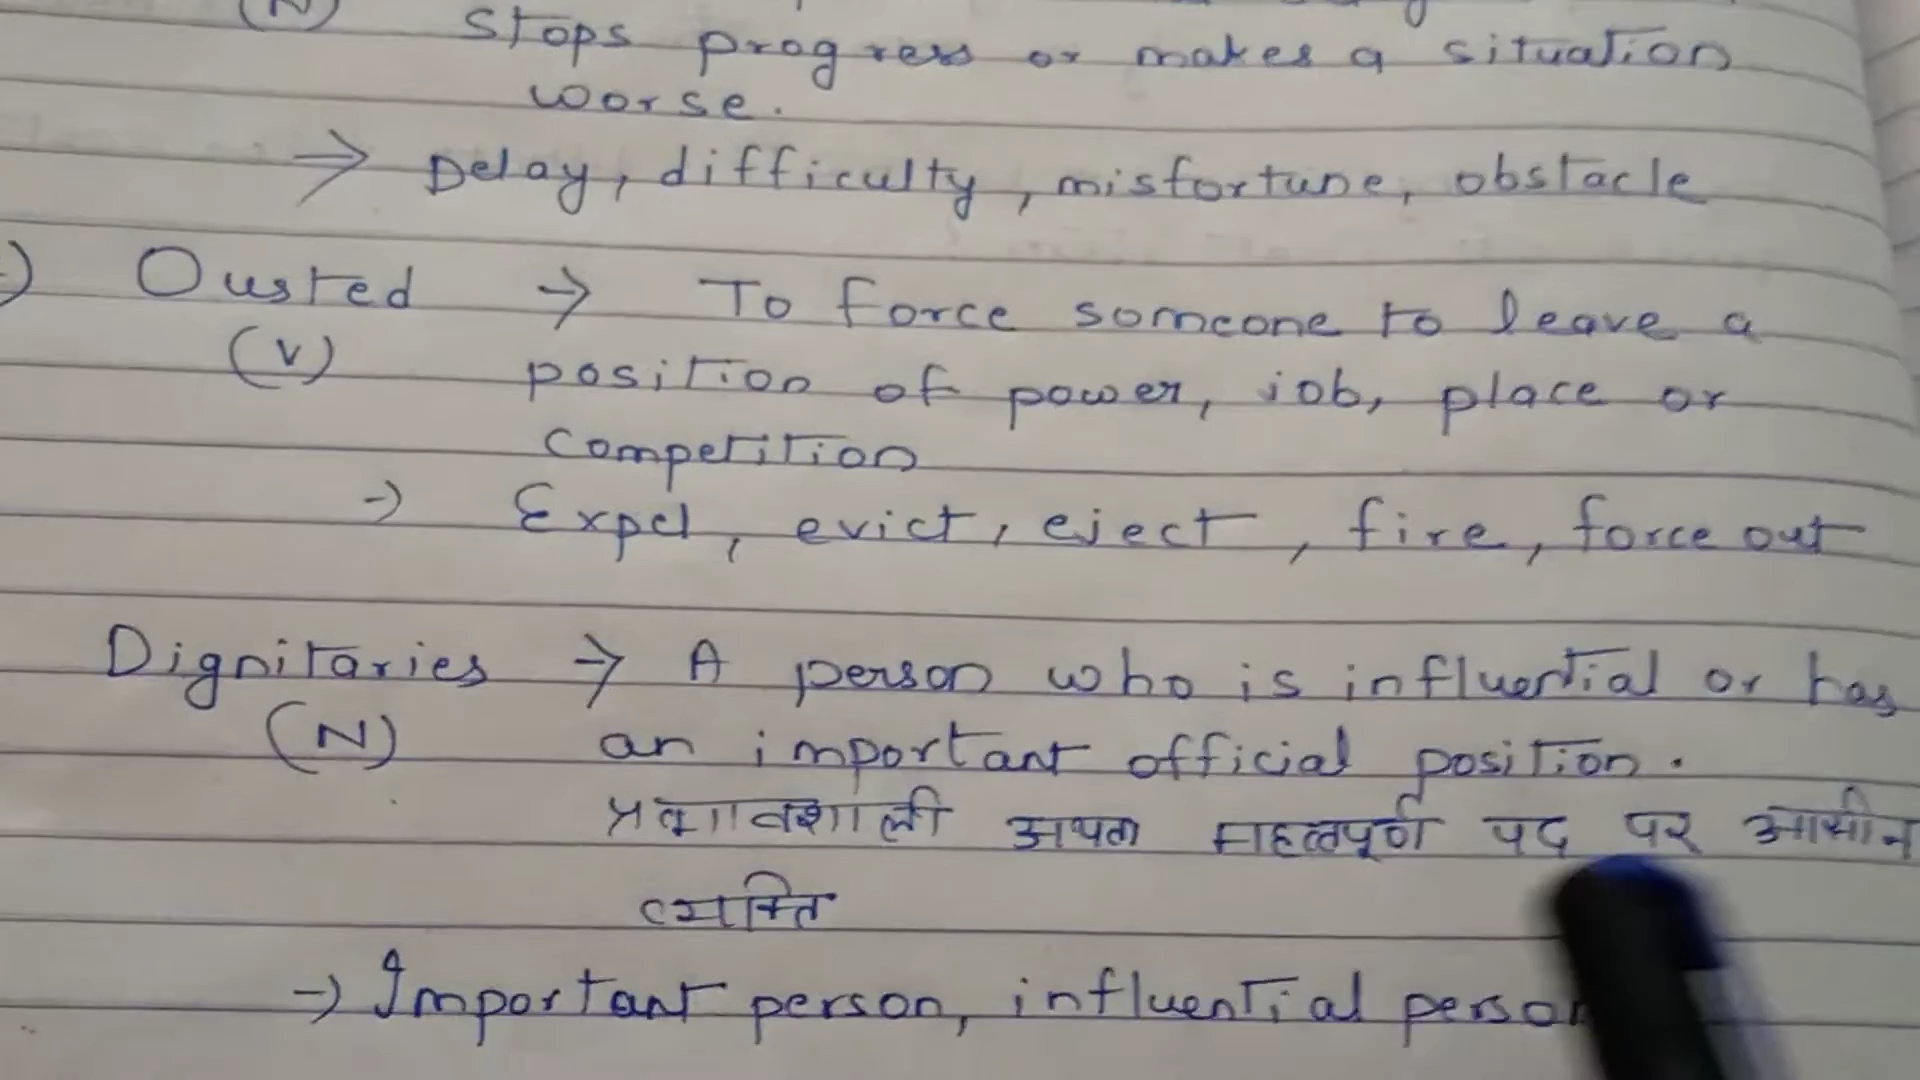 (N) Stops progress or makes a situation
worse.
→ Delay, difficulty, misfortune, obstacle
Ousted → To force someone to leave a
(V) position of power, job, place or
competition
→ Expel, evict, eject, fire, force out
Dignitaries → A person who is influential or has
(N) an important official position.
प्रभावशाली अथवा महत्वपूर्ण पद पर आसीन
व्यक्ति
→ Important person, influential person